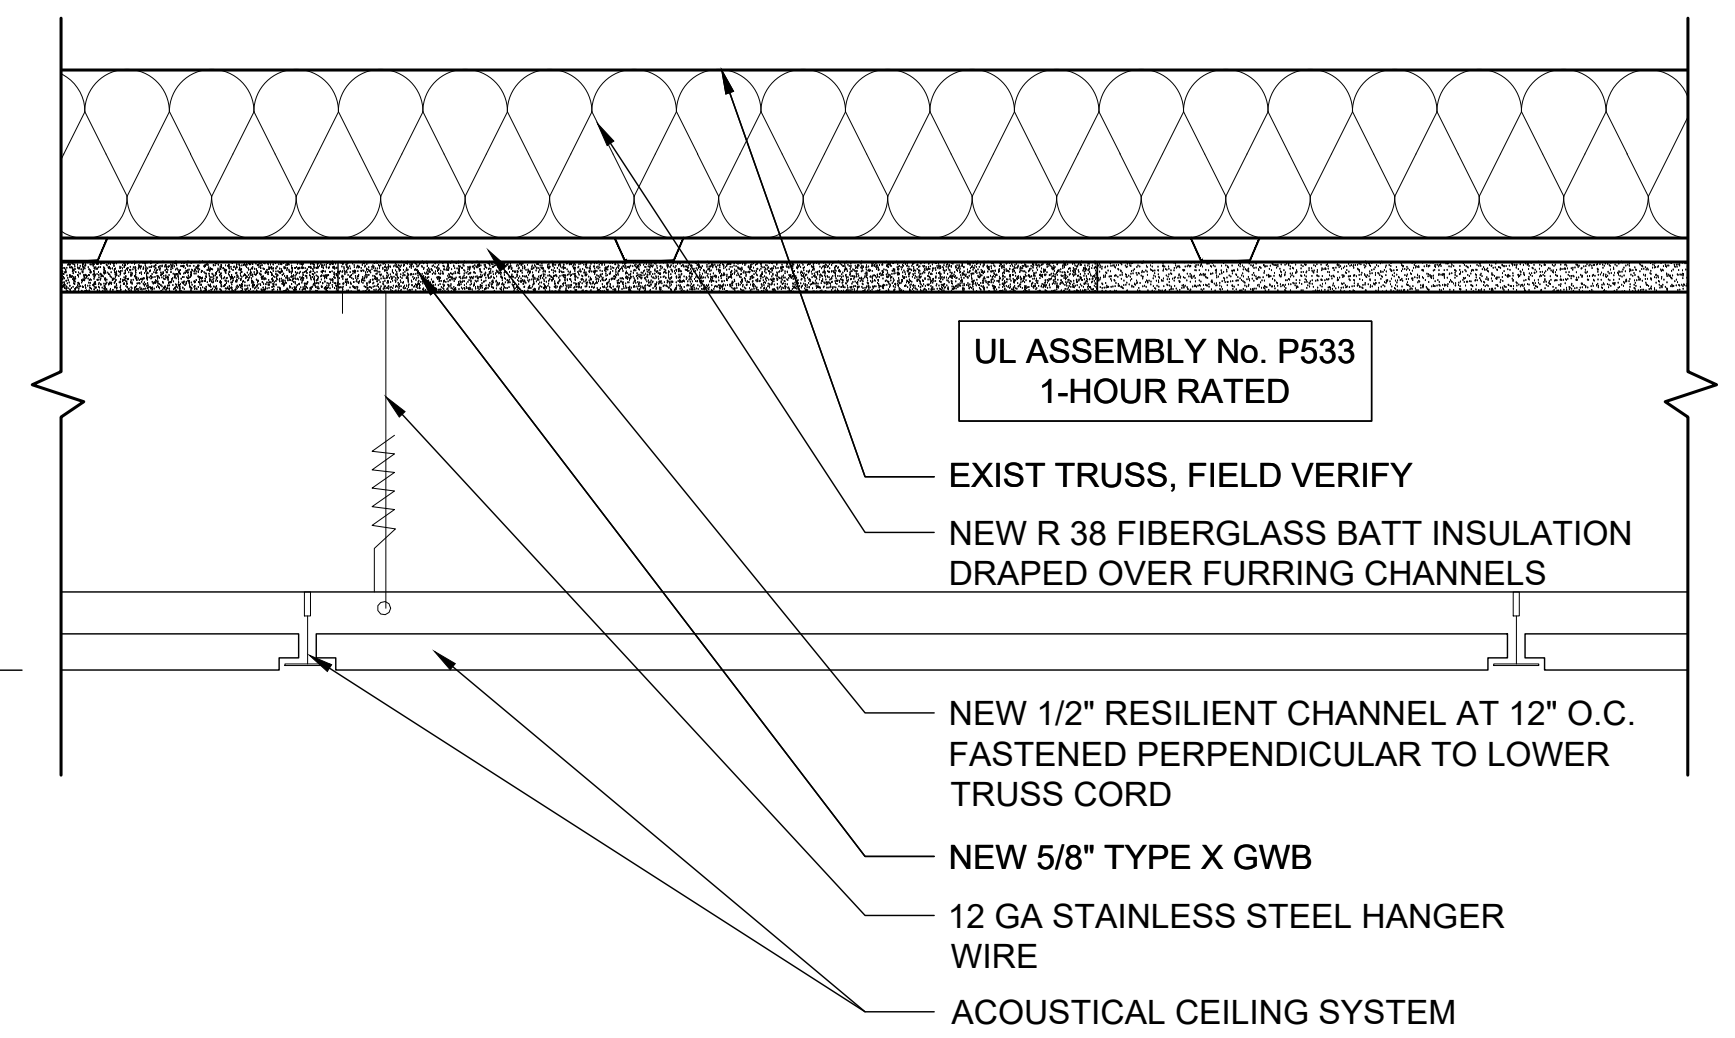 UL ASSEMBLY No. P533
1-HOUR RATED
EXIST TRUSS, FIELD VERIFY
NEW R 38 FIBERGLASS BATT INSULATION
DRAPED OVER FURRING CHANNELS
NEW 1/2" RESILIENT CHANNEL AT 12" O.C.
FASTENED PERPENDICULAR TO LOWER
TRUSS CORD
NEW 5/8" TYPE X GWB
12 GA STAINLESS STEEL HANGER
WIRE
ACOUSTICAL CEILING SYSTEM